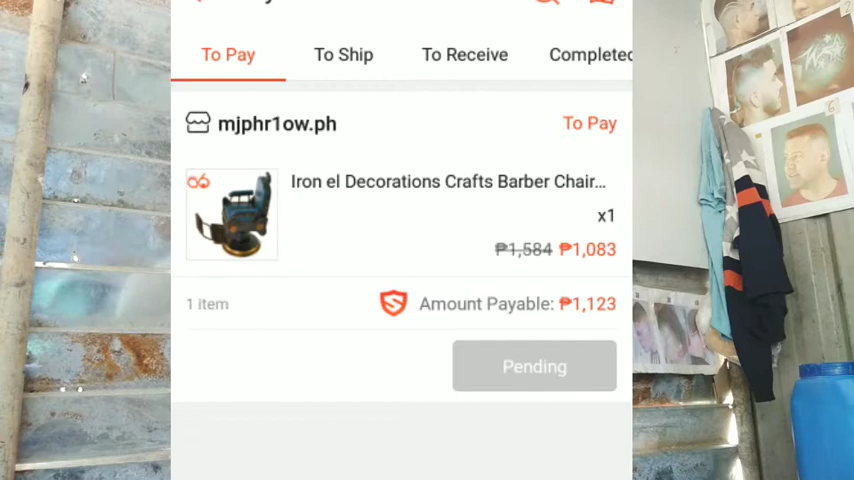 To Pay To Ship To Receive Completed
mjphr1ow.ph To Pay
Iron el Decorations Crafts Barber Chair...
x1
₱1,584 ₱1,083
1 item Amount Payable: ₱1,123
Pending